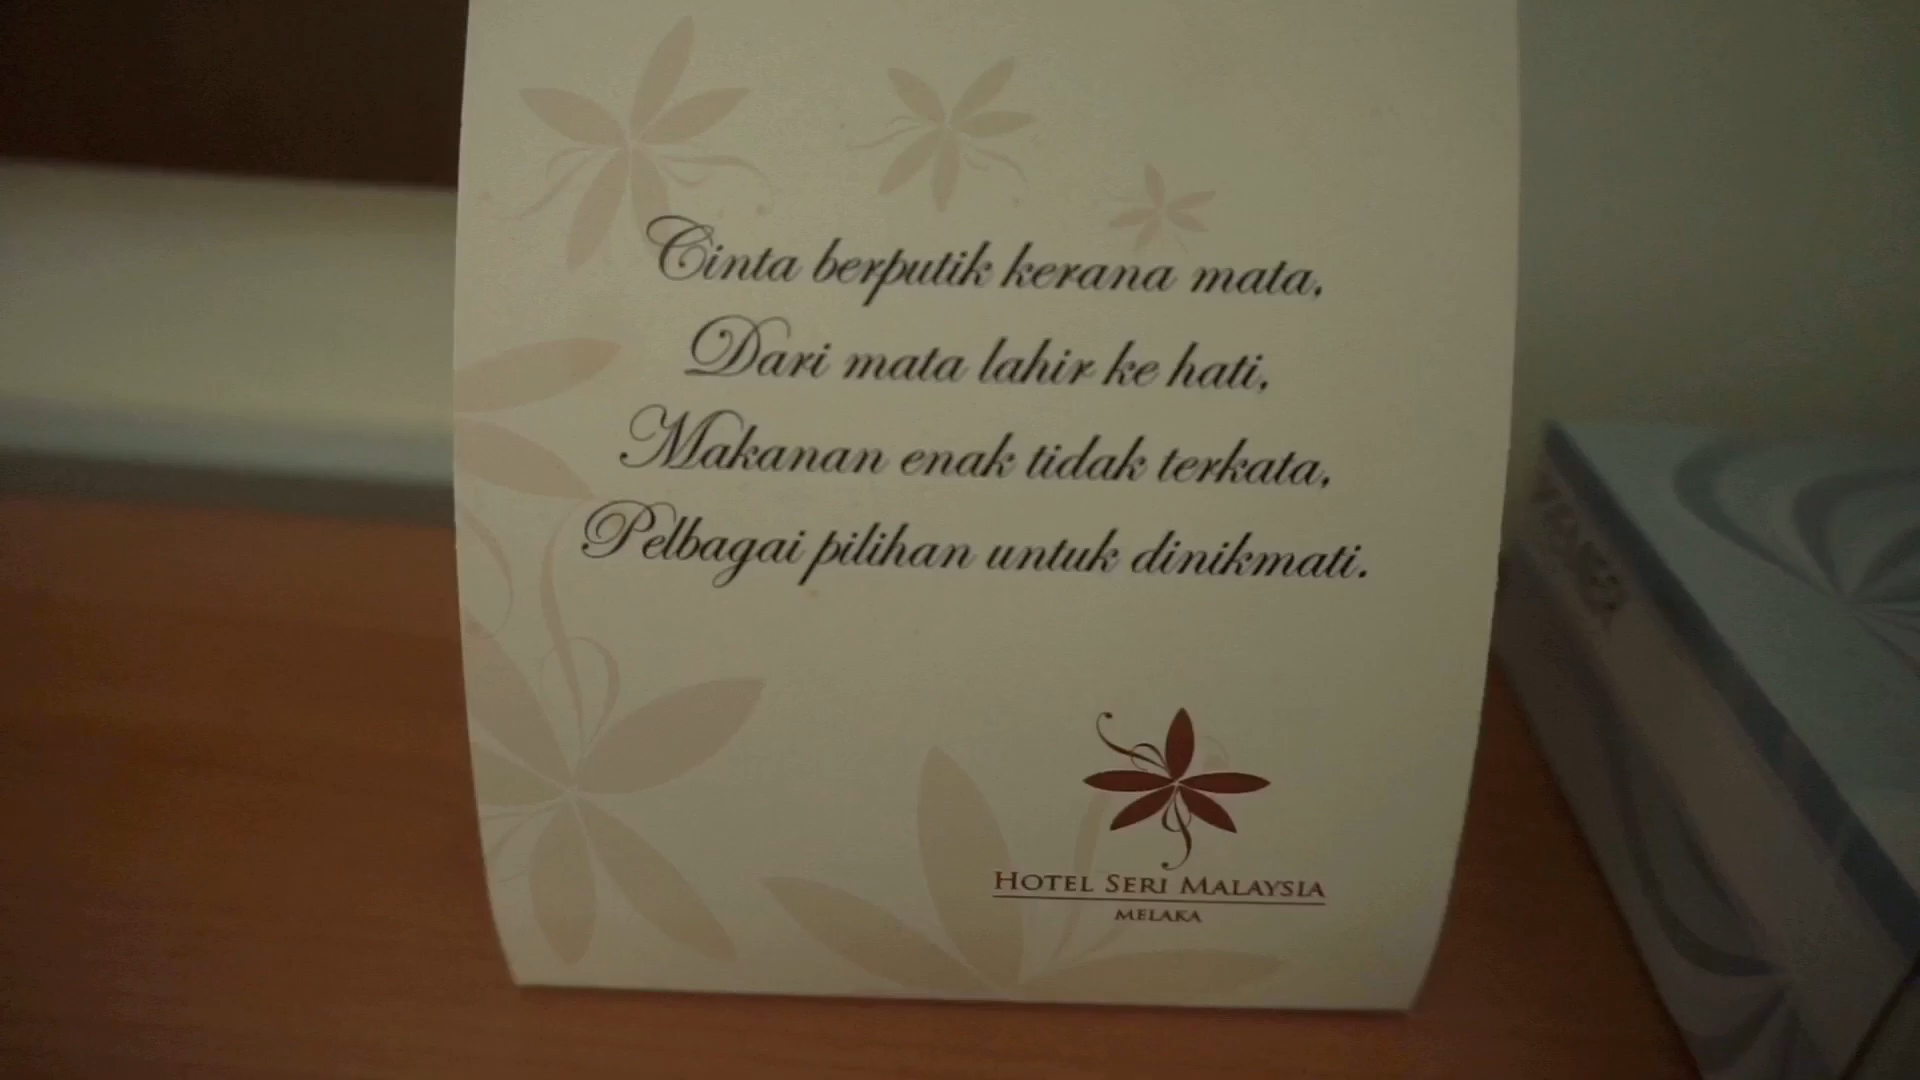 Cinta berputik kerana mata,
Dari mata lahir ke hati,
Makanan enak tidak terkata,
Pelbagai pilihan untuk dinikmati.
HOTEL SERI MALAYSIA
MELAKA